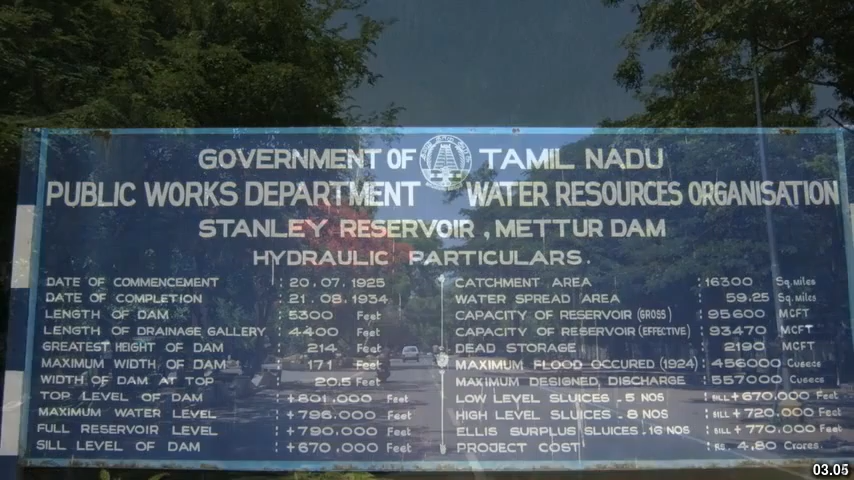 GOVERNMENT OF TAMIL NADU
PUBLIC WORKS DEPARTMENT WATER RESOURCES ORGANISATION
STANLEY RESERVOIR, METTUR DAM
HYDRAULIC PARTICULARS.
DATE OF COMMENCEMENT : 20.07.1925
DATE OF COMPLETION : 21.08.1934
LENGTH OF DAM : 5300 Feet
LENGTH OF DRAINAGE GALLERY : 4400 Feet
GREATEST HEIGHT OF DAM : 214 Feet
MAXIMUM WIDTH OF DAM : 171 Feet
WIDTH OF DAM AT TOP : 20.5 Feet
TOP LEVEL OF DAM : +801.000 Feet
MAXIMUM WATER LEVEL : +796.000 Feet
FULL RESERVOIR LEVEL : +790.000 Feet
SILL LEVEL OF DAM : +670.000 Feet
CATCHMENT AREA : 16300 Sq.miles
WATER SPREAD AREA : 59.25 Sq.miles
CAPACITY OF RESERVOIR (GROSS) : 95600 MCFT
CAPACITY OF RESERVOIR (EFFECTIVE) : 93470 MCFT
DEAD STORAGE : 2190 MCFT
MAXIMUM FLOOD OCCURED (1924) : 456000 Cusecs
MAXIMUM DESIGNED DISCHARGE : 557000 Cusecs
LOW LEVEL SLUICES - 5 NOS : SILL +670.000 Feet
HIGH LEVEL SLUICES - 8 NOS : SILL +720.000 Feet
ELLIS SURPLUS SLUICES - 16 NOS : SILL +770.000 Feet
PROJECT COST : RS. 4.80 Crores.
03.05